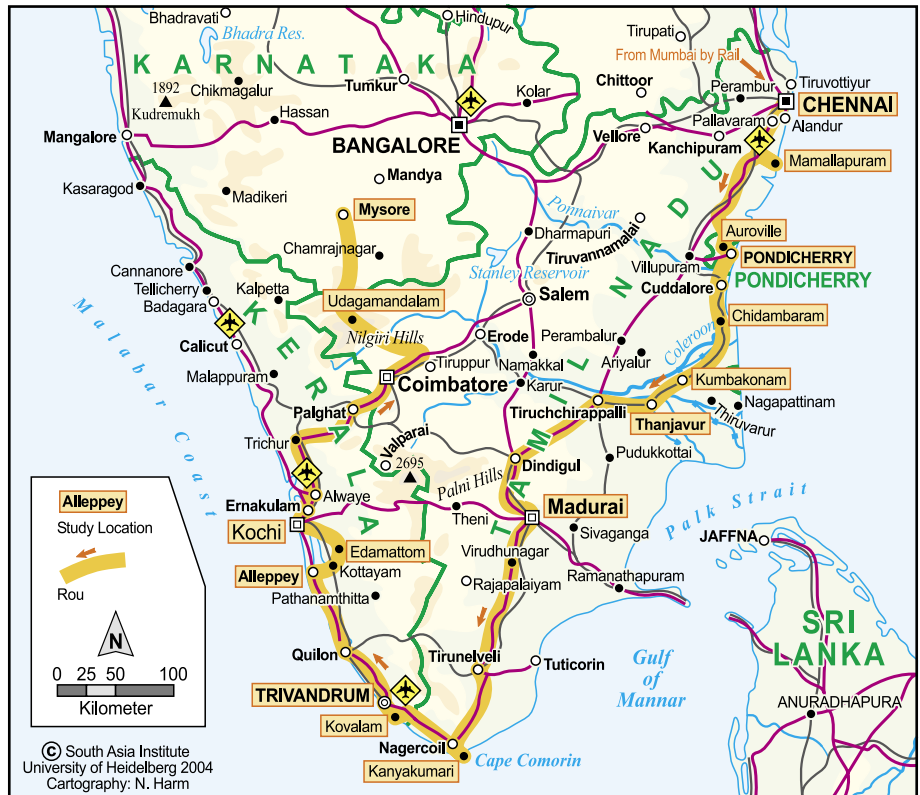 Bhadravati
Bhadra Res.
Hindupur
Tirupati
From Mumbai by Rail
KARNATAKA
1892
Kudremukh
Chikmagalur
Tumkur
Kolar
Chittoor
Perambur
Tiruvottiyur
CHENNAI
Hassan
Pallavaram
Alandur
Mangalore
BANGALORE
Vellore
Kanchipuram
Mamallapuram
Kasaragod
Madikeri
Mandya
Mysore
Ponnaivar
TAMIL NADU
Tiruvannamalai
Dharmapuri
Auroville
Chamrajnagar
Villupuram
PONDICHERRY
PONDICHERRY
Cannanore
Tellicherry
Badagara
Kalpetta
Stanley Reservoir
Cuddalore
Udagamandalam
Salem
Chidambaram
KERALA
Nilgiri Hills
Erode
Perambalur
Coleroon
Calicut
Ariyalur
Malabar Coast
Malappuram
Tiruppur
Namakkal
Coimbatore
Karur
Kumbakonam
Palghat
Tiruchchirappalli
Thanjavur
Thiruvarur
Nagapattinam
Trichur
Valparai
2695
Dindigul
Pudukkottai
Palni Hills
Alwaye
Ernakulam
Kochi
Theni
Madurai
Sivaganga
Palk Strait
JAFFNA
Edamattom
Kottayam
Alleppey
Virudhunagar
Rajapalaiyam
Ramanathapuram
Pathanamthitta
SRI
LANKA
Quilon
Tirunelveli
Tuticorin
Gulf
of
Mannar
TRIVANDRUM
ANURADHAPURA
Kovalam
Nagercoil
Kanyakumari
Cape Comorin
Alleppey
Study Location
Rou
N
0 25 50 100
Kilometer
© South Asia Institute
University of Heidelberg 2004
Cartography: N. Harm